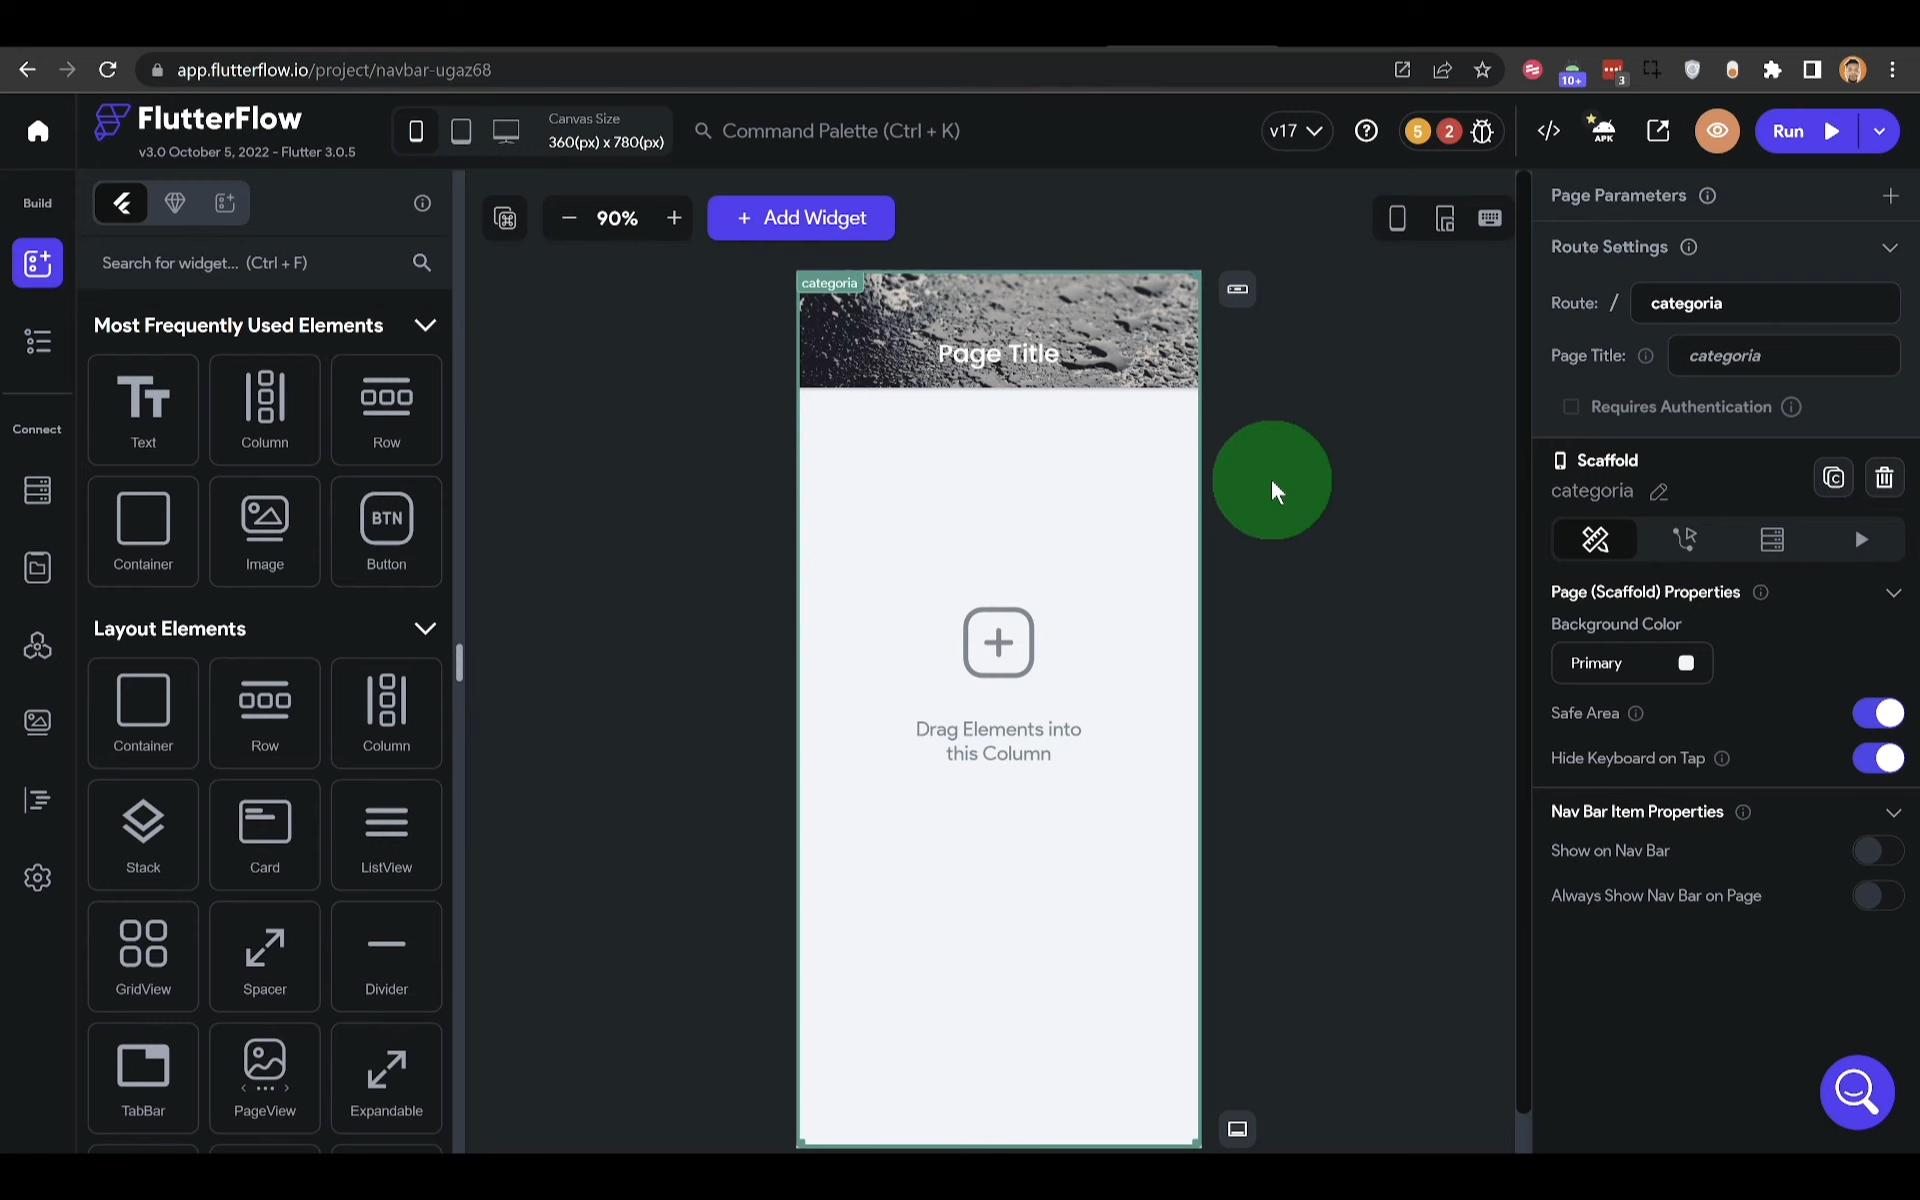 app.flutterflow.io/project/navbar-ugaz68
10+
3
FlutterFlow
v3.0 October 5, 2022 - Flutter 3.0.5
Canvas Size
360(px) x 780(px)
Command Palette (Ctrl + K)
v17
5
2
APK
Run
Build
Connect
Search for widget... (Ctrl + F)
Most Frequently Used Elements
Tt
Text
Column
Row
Container
Image
BTN
Button
Layout Elements
Container
Row
Column
Stack
Card
ListView
GridView
Spacer
Divider
TabBar
PageView
Expandable
90%
+ Add Widget
categoria
Page Title
Drag Elements into
this Column
Page Parameters
Route Settings
Route: / categoria
Page Title: categoria
Requires Authentication
Scaffold
categoria
Page (Scaffold) Properties
Background Color
Primary
Safe Area
Hide Keyboard on Tap
Nav Bar Item Properties
Show on Nav Bar
Always Show Nav Bar on Page